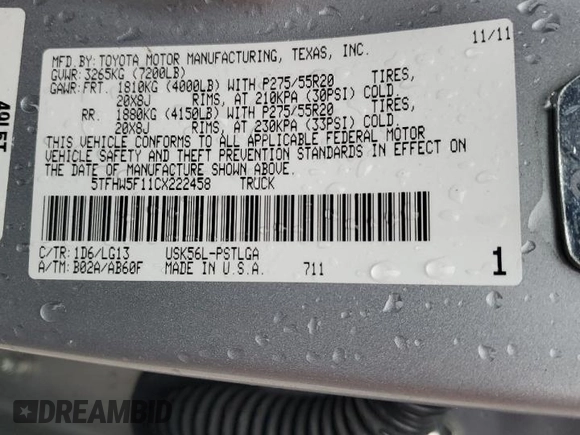 MFD.BY:TOYOTA MOTOR MANUFACTURING, TEXAS, INC. 11/11
GVWR:3265KG (7200LB)
GAWR:FRT. 1810KG (4000LB) WITH P275/55R20 TIRES,
20X8J RIMS, AT 210KPA (30PSI) COLD.
RR. 1880KG (4150LB) WITH P275/55R20 TIRES,
20X8J RIMS, AT 230KPA (33PSI) COLD.
THIS VEHICLE CONFORMS TO ALL APPLICABLE FEDERAL MOTOR
VEHICLE SAFETY AND THEFT PREVENTION STANDARDS IN EFFECT ON
THE DATE OF MANUFACTURE SHOWN ABOVE.
5TFHW5F11CX222458 TRUCK
C/TR:1D6/LG13 USK56L-PSTLGA
A/TM:B02A/AB60F MADE IN U.S.A. 711 1
DREAMBID